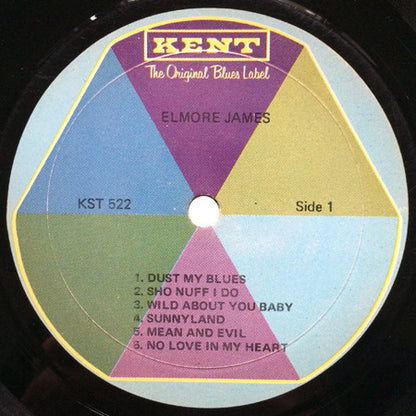 KENT
The Original Blues Label
ELMORE JAMES
KST 522
Side 1
1. DUST MY BLUES
2. SHO NUFF I DO
3. WILD ABOUT YOU BABY
4. SUNNYLAND
5. MEAN AND EVIL
6. NO LOVE IN MY HEART